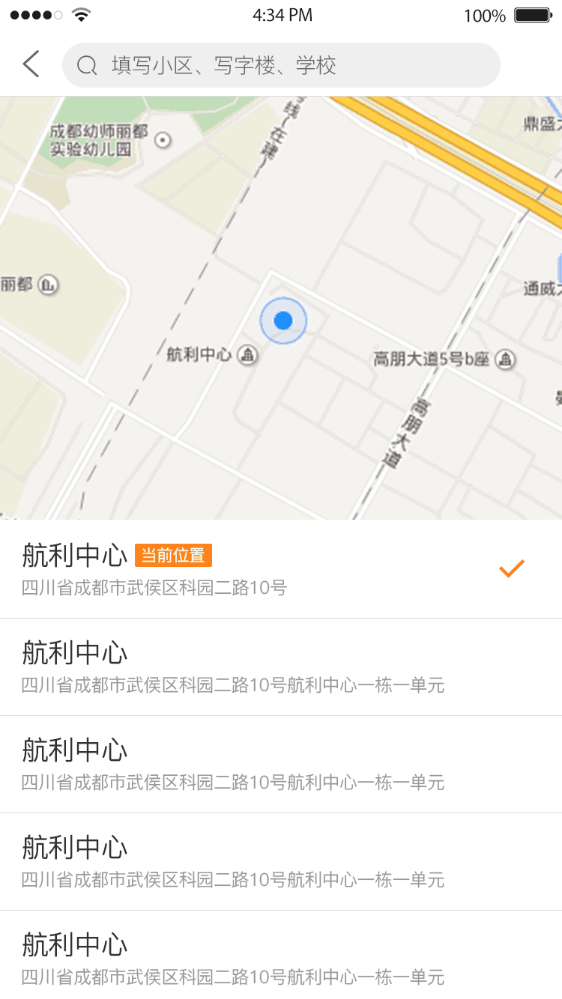 4:34 PM
100%
填写小区、写字楼、学校
成都幼师丽都
实验幼儿园
线(在建)
鼎盛
丽都
通威
航利中心
高朋大道5号b座
高朋大道
航利中心 当前位置
四川省成都市武侯区科园二路10号
航利中心
四川省成都市武侯区科园二路10号航利中心一栋一单元
航利中心
四川省成都市武侯区科园二路10号航利中心一栋一单元
航利中心
四川省成都市武侯区科园二路10号航利中心一栋一单元
航利中心
四川省成都市武侯区科园二路10号航利中心一栋一单元